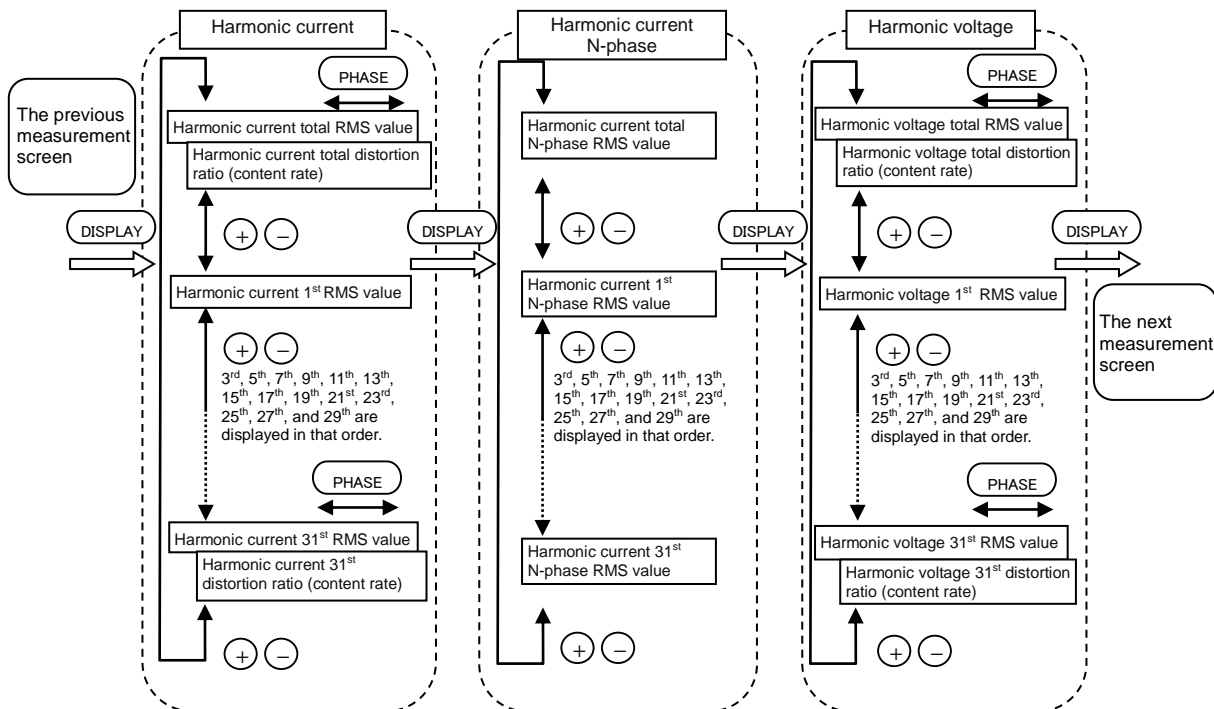 The previous
measurement
screen
DISPLAY
Harmonic current
PHASE
Harmonic current total RMS value
Harmonic current total distortion
ratio (content rate)
+ −
Harmonic current 1st RMS value
+ −
3rd, 5th, 7th, 9th, 11th, 13th,
15th, 17th, 19th, 21st, 23rd,
25th, 27th, and 29th are
displayed in that order.
PHASE
Harmonic current 31st RMS value
Harmonic current 31st
distortion ratio (content rate)
+ −
DISPLAY
Harmonic current
N-phase
Harmonic current total
N-phase RMS value
+ −
Harmonic current 1st
N-phase RMS value
+ −
3rd, 5th, 7th, 9th, 11th, 13th,
15th, 17th, 19th, 21st, 23rd,
25th, 27th, and 29th are
displayed in that order.
Harmonic current 31st
N-phase RMS value
+ −
DISPLAY
Harmonic voltage
PHASE
Harmonic voltage total RMS value
Harmonic voltage total distortion
ratio (content rate)
+ −
Harmonic voltage 1st RMS value
+ −
3rd, 5th, 7th, 9th, 11th, 13th,
15th, 17th, 19th, 21st, 23rd,
25th, 27th, and 29th are
displayed in that order.
PHASE
Harmonic voltage 31st RMS value
Harmonic voltage 31st distortion
ratio (content rate)
+ −
DISPLAY
The next
measurement
screen